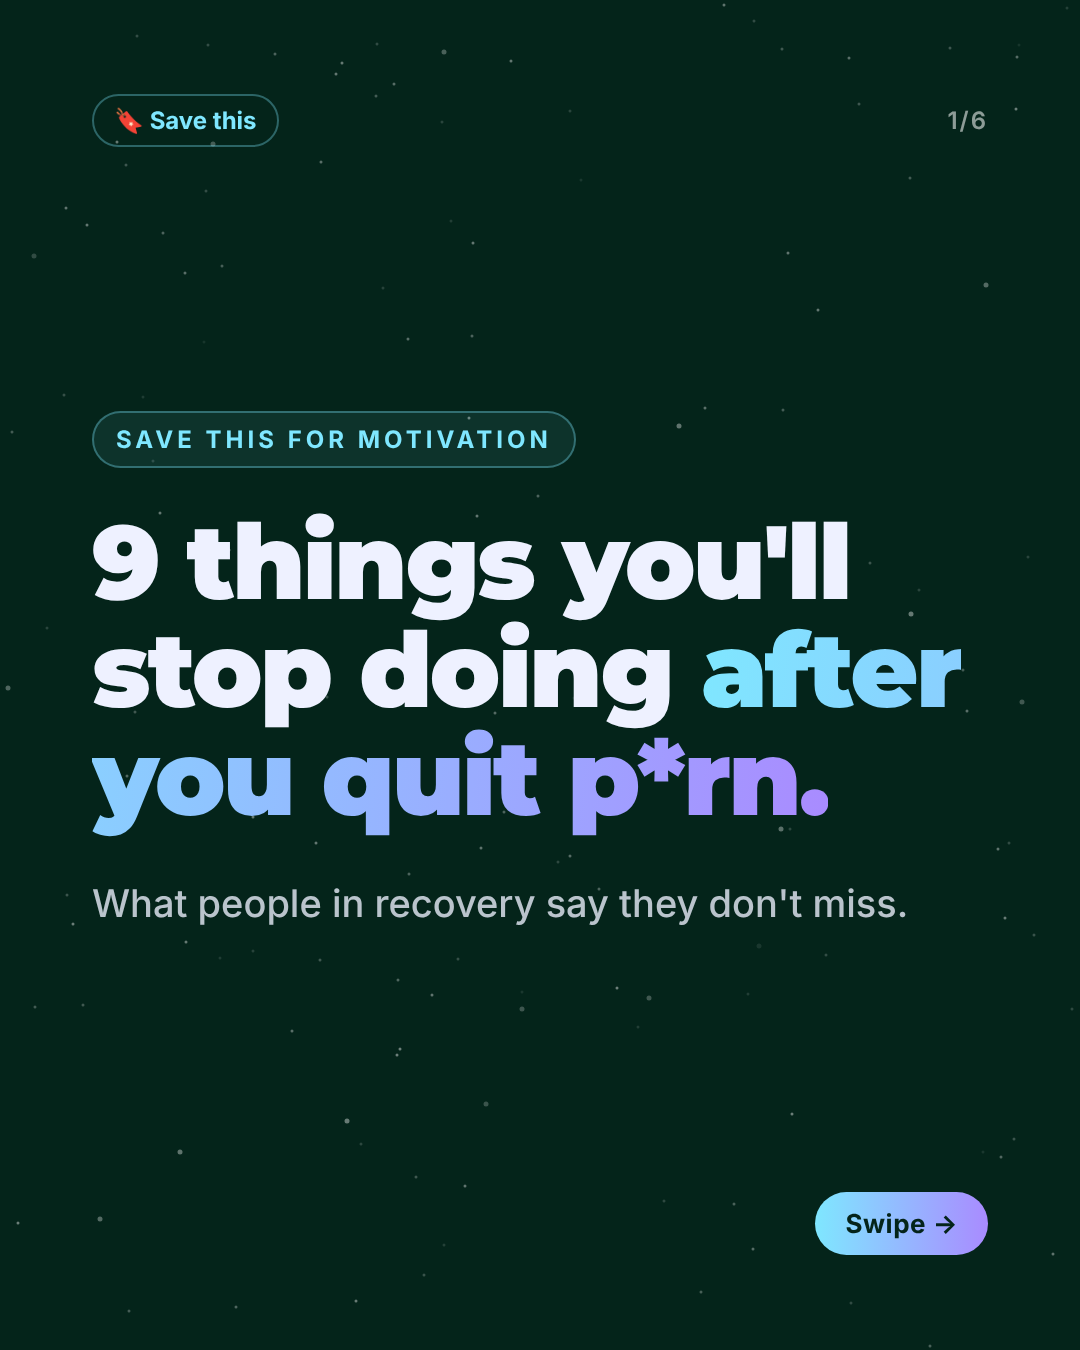 🔖 Save this
1/6
SAVE THIS FOR MOTIVATION
9 things you'll
stop doing after
you quit p*rn.
What people in recovery say they don't miss.
Swipe →